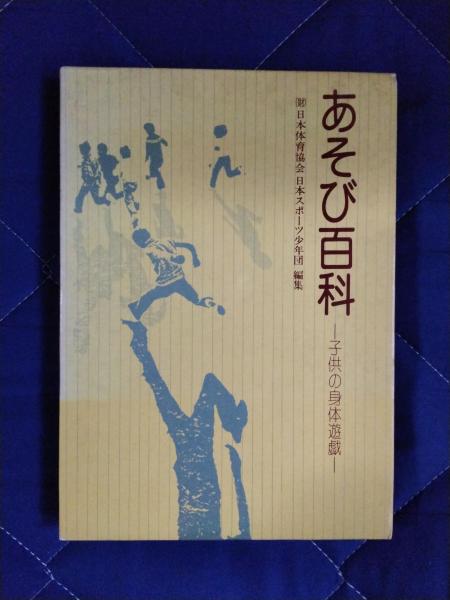 あそび百科
―子供の身体遊戯―
㈶日本体育協会 日本スポーツ少年団 編集